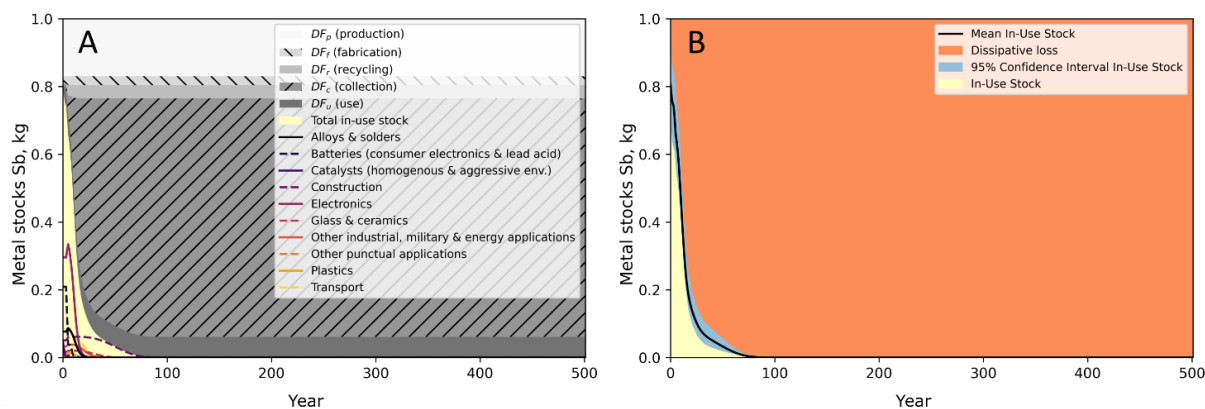 A
Metal stocks Sb, kg
1.0
0.8
0.6
0.4
0.2
0.0
DFp (production)
DFf (fabrication)
DFr (recycling)
DFc (collection)
DFu (use)
Total in-use stock
Alloys & solders
Batteries (consumer electronics & lead acid)
Catalysts (homogenous & aggressive env.)
Construction
Electronics
Glass & ceramics
Other industrial, military & energy applications
Other punctual applications
Plastics
Transport
0 100 200 300 400 500
Year
B
Metal stocks Sb, kg
1.0
0.8
0.6
0.4
0.2
0.0
Mean In-Use Stock
Dissipative loss
95% Confidence Interval In-Use Stock
In-Use Stock
0 100 200 300 400 500
Year